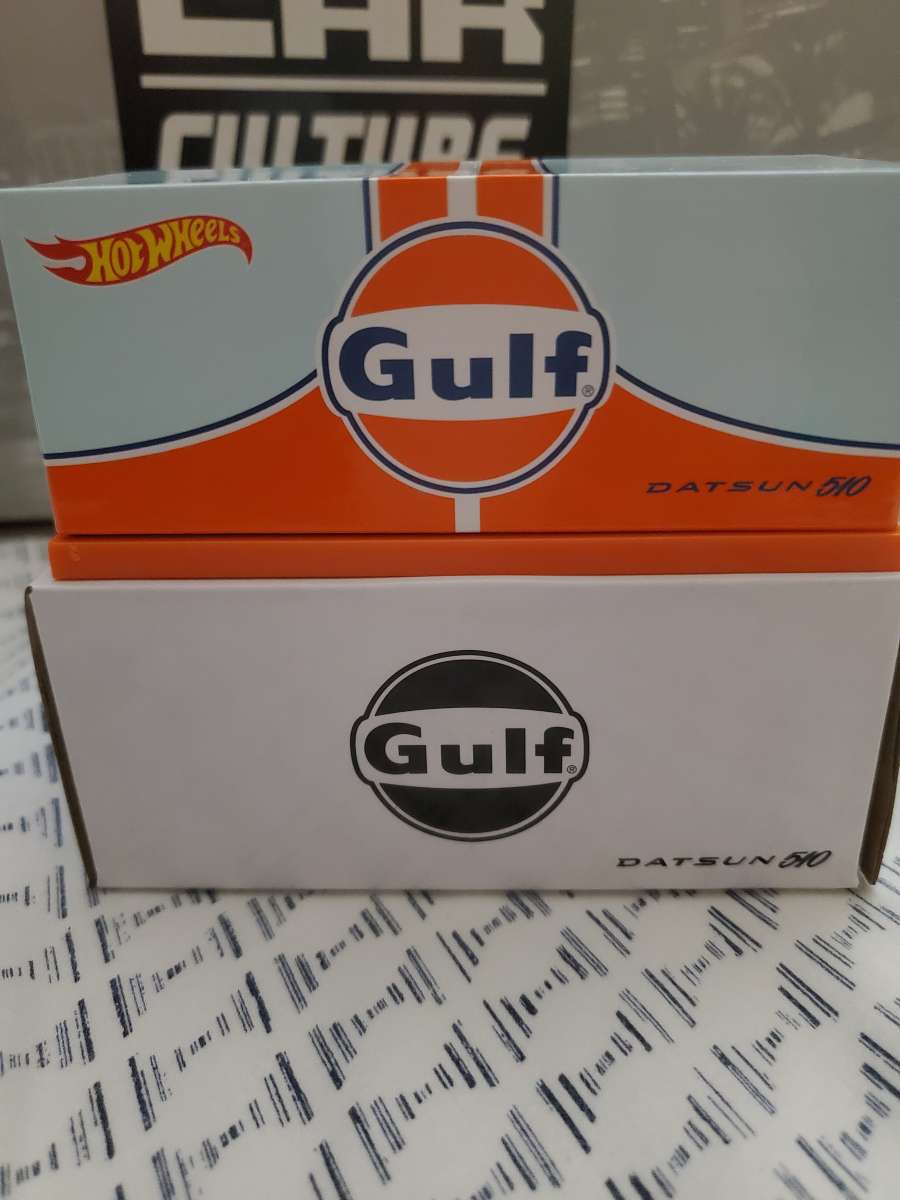 CAR
CULTURE
HOT WHEELS
Gulf®
DATSUN 510
Gulf®
DATSUN 510